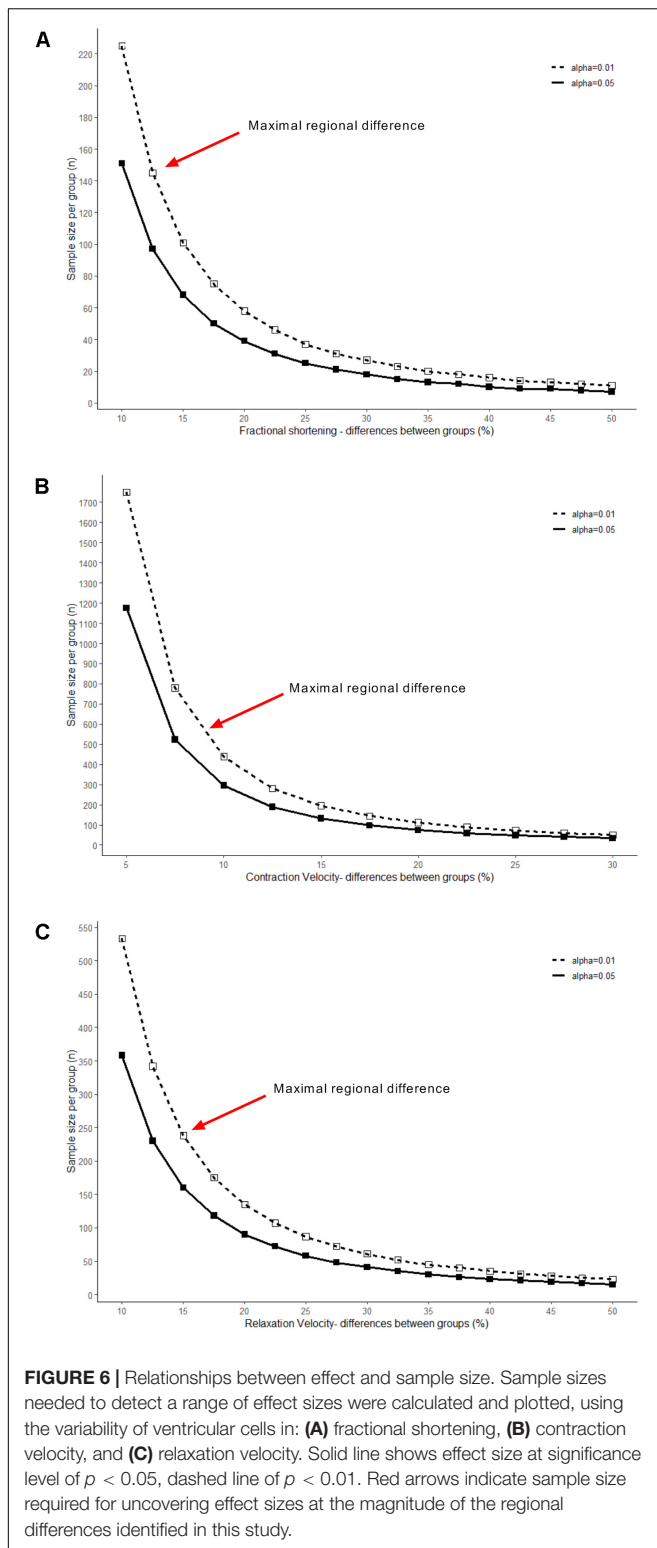 A
220
200
180
160
140
120
100
80
60
40
20
0
Sample size per group (n)
alpha=0.01
alpha=0.05
Maximal regional difference
10 15 20 25 30 35 40 45 50
Fractional shortening - differences between groups (%)
B
1700
1600
1500
1400
1300
1200
1100
1000
900
800
700
600
500
400
300
200
100
0
Sample size per group (n)
alpha=0.01
alpha=0.05
Maximal regional difference
5 10 15 20 25 30
Contraction Velocity- differences between groups (%)
C
550
500
450
400
350
300
250
200
150
100
50
0
Sample size per group (n)
alpha=0.01
alpha=0.05
Maximal regional difference
10 15 20 25 30 35 40 45 50
Relaxation Velocity- differences between groups (%)
FIGURE 6 | Relationships between effect and sample size. Sample sizes
needed to detect a range of effect sizes were calculated and plotted, using
the variability of ventricular cells in: (A) fractional shortening, (B) contraction
velocity, and (C) relaxation velocity. Solid line shows effect size at significance
level of p < 0.05, dashed line of p < 0.01. Red arrows indicate sample size
required for uncovering effect sizes at the magnitude of the regional
differences identified in this study.